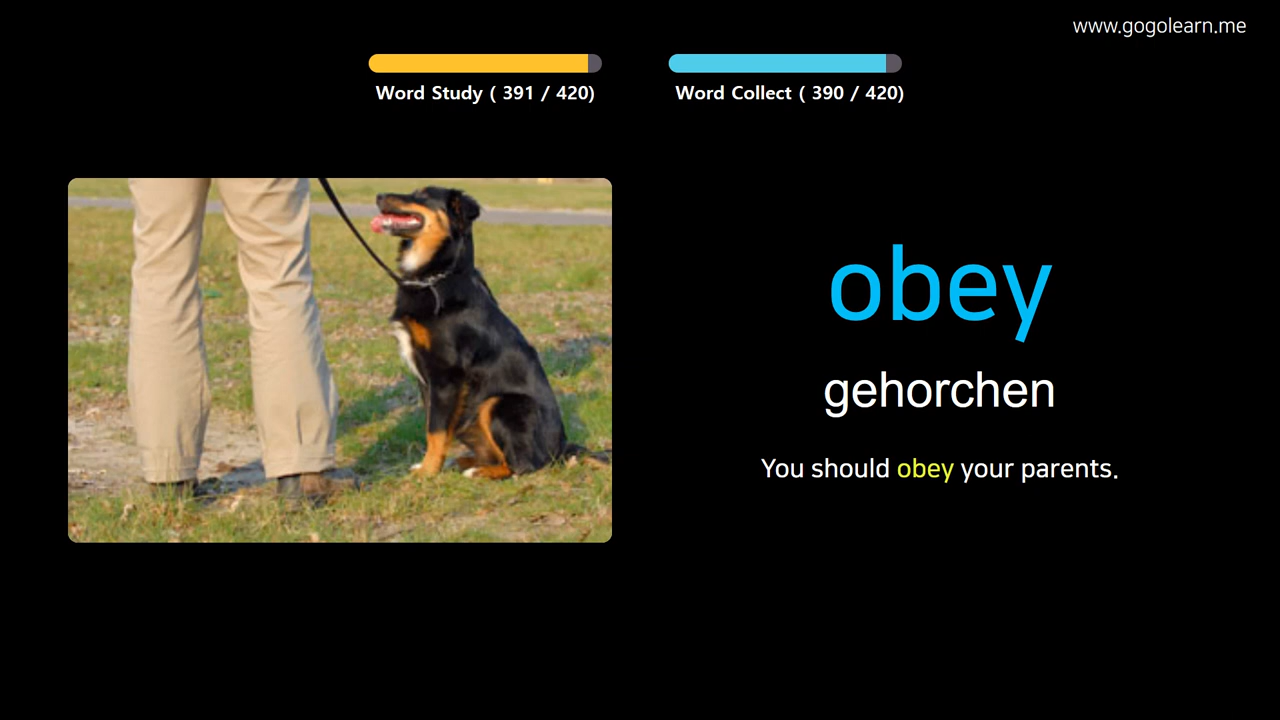 www.gogolearn.me
Word Study ( 391 / 420)
Word Collect ( 390 / 420)
obey
gehorchen
You should obey your parents.